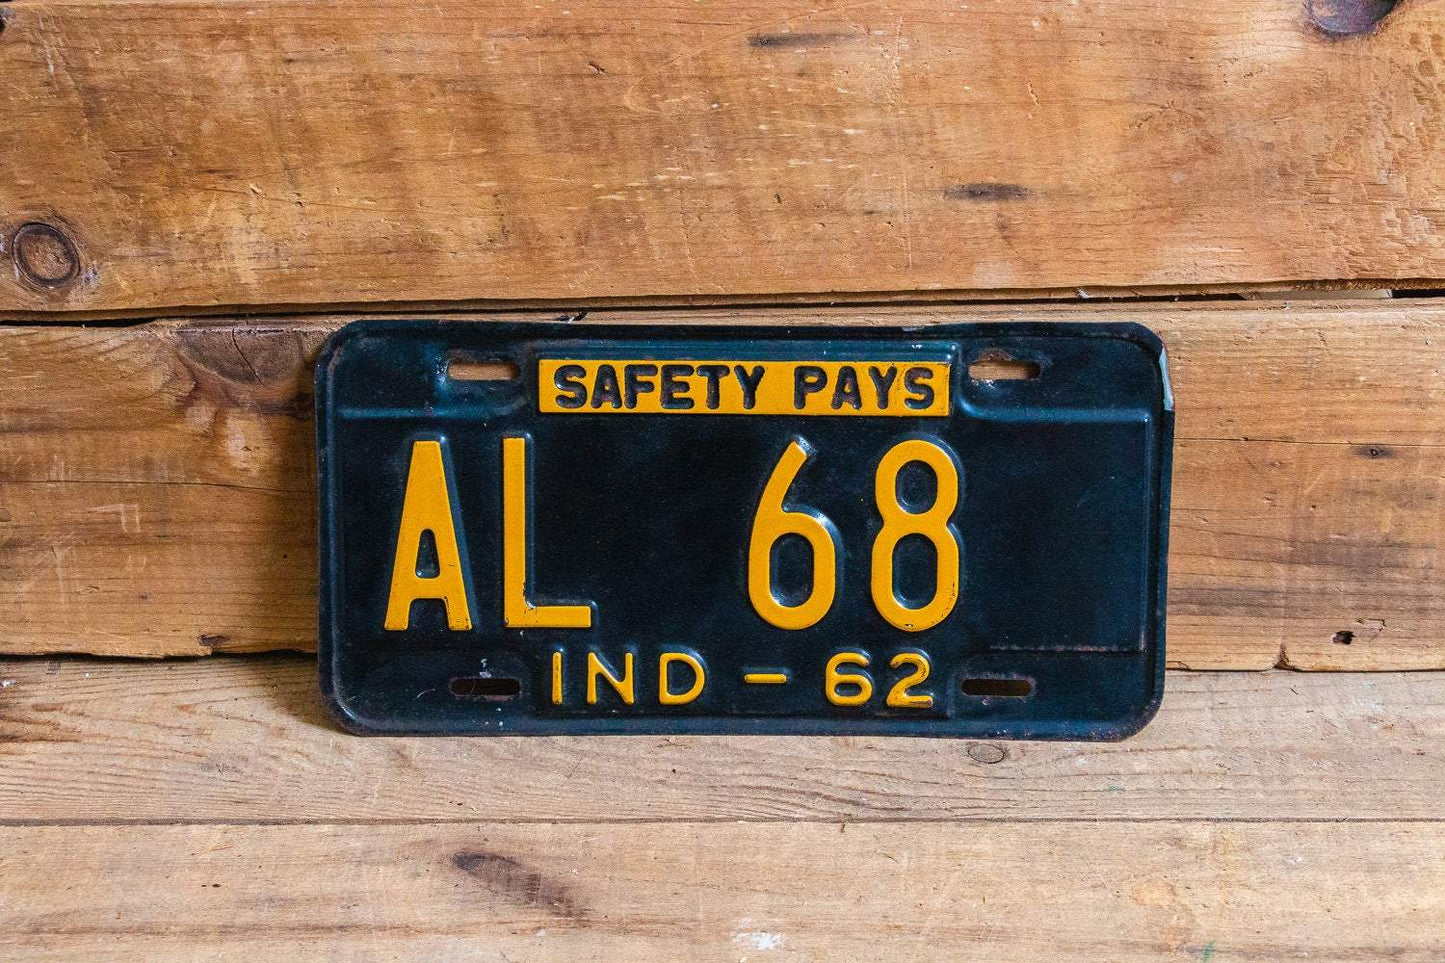 SAFETY PAYS
AL 68
IND - 62